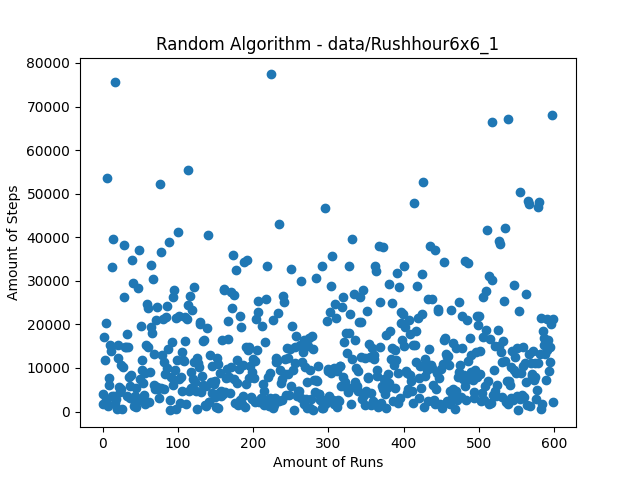 Random Algorithm - data/Rushhour6x6_1
80000
70000
60000
50000
40000
30000
20000
10000
0
Amount of Steps
0 100 200 300 400 500 600
Amount of Runs